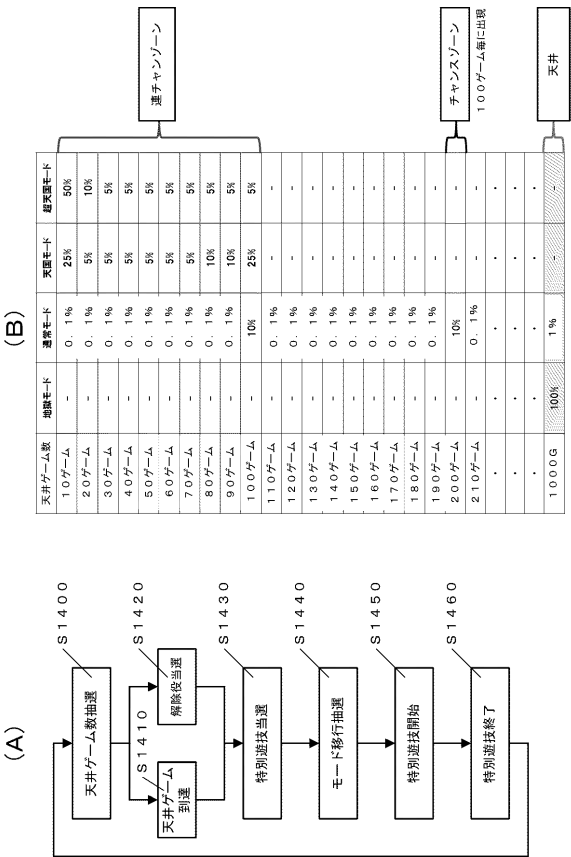 (A)
天井ゲーム数抽選
S1400
天井ゲーム
到達
S1410
解除役当選
S1420
特別遊技当選
S1430
モード移行抽選
S1440
特別遊技開始
S1450
特別遊技終了
S1460
(B)
天井ゲーム数 地獄モード 通常モード 天国モード 超天国モード
10ゲーム - 0.1% 25% 50%
20ゲーム - 0.1% 5% 10%
30ゲーム - 0.1% 5% 5%
40ゲーム - 0.1% 5% 5%
50ゲーム - 0.1% 5% 5%
60ゲーム - 0.1% 5% 5%
70ゲーム - 0.1% 5% 5%
80ゲーム - 0.1% 10% 5%
90ゲーム - 0.1% 10% 5%
100ゲーム - 10% 25% 5%
110ゲーム - 0.1% - -
120ゲーム - 0.1% - -
130ゲーム - 0.1% - -
140ゲーム - 0.1% - -
150ゲーム - 0.1% - -
160ゲーム - 0.1% - -
170ゲーム - 0.1% - -
180ゲーム - 0.1% - -
190ゲーム - 0.1% - -
200ゲーム - 10% - -
210ゲーム - 0.1% - -
・ ・ ・ ・ ・
・ ・ ・ ・ ・
・ ・ ・ ・ ・
1000G 100% 1% - -
連チャンゾーン
チャンスゾーン
100ゲーム毎に出現
天井